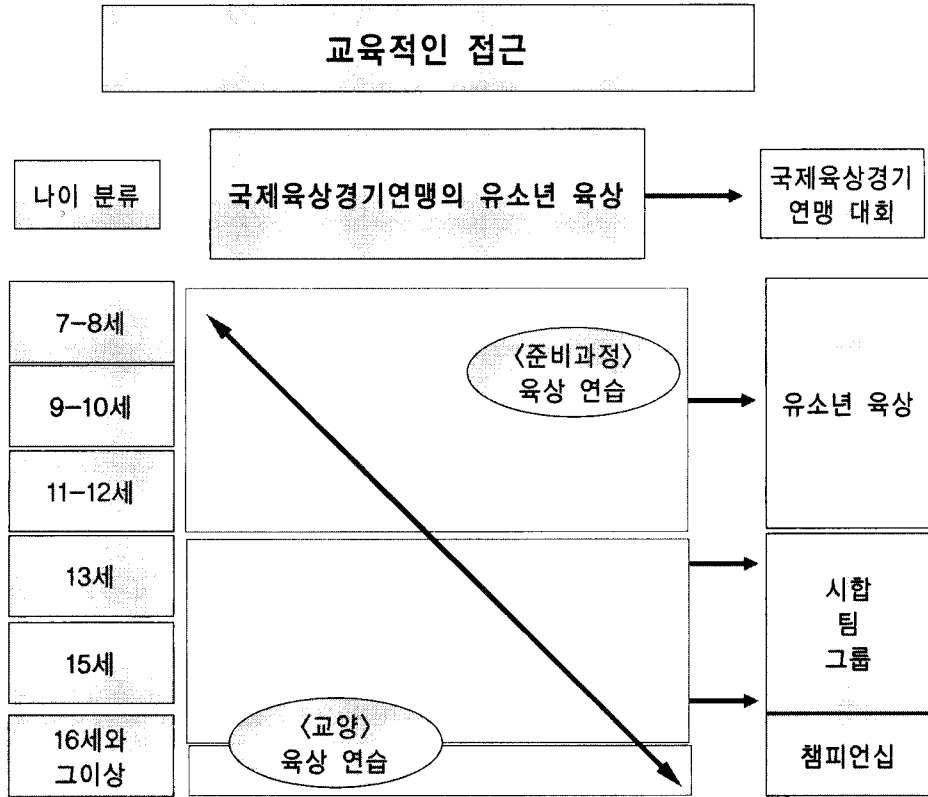 교육적인 접근
나이 분류
국제육상경기연맹의 유소년 육상
국제육상경기
연맹 대회
7-8세
9-10세
11-12세
13세
15세
16세와
그이상
〈준비과정〉
육상 연습
〈교양〉
육상 연습
유소년 육상
시합
팀
그룹
챔피언십